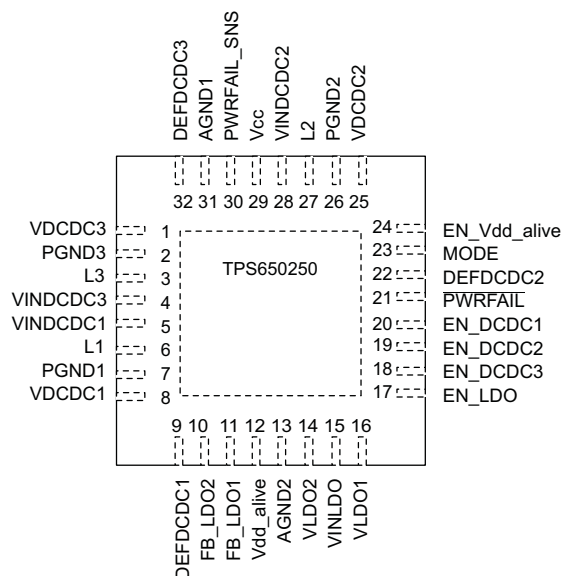 DEFDCDC3
AGND1
PWRFAIL_SNS
Vcc
VINDCDC2
L2
PGND2
VDCDC2
32 31 30 29 28 27 26 25
VDCDC3 1
PGND3 2
L3 3
VINDCDC3 4
VINDCDC1 5
L1 6
PGND1 7
VDCDC1 8
TPS650250
24 EN_Vdd_alive
23 MODE
22 DEFDCDC2
21 PWRFAIL
20 EN_DCDC1
19 EN_DCDC2
18 EN_DCDC3
17 EN_LDO
9 10 11 12 13 14 15 16
DEFDCDC1
FB_LDO2
FB_LDO1
Vdd_alive
AGND2
VLDO2
VINLDO
VLDO1